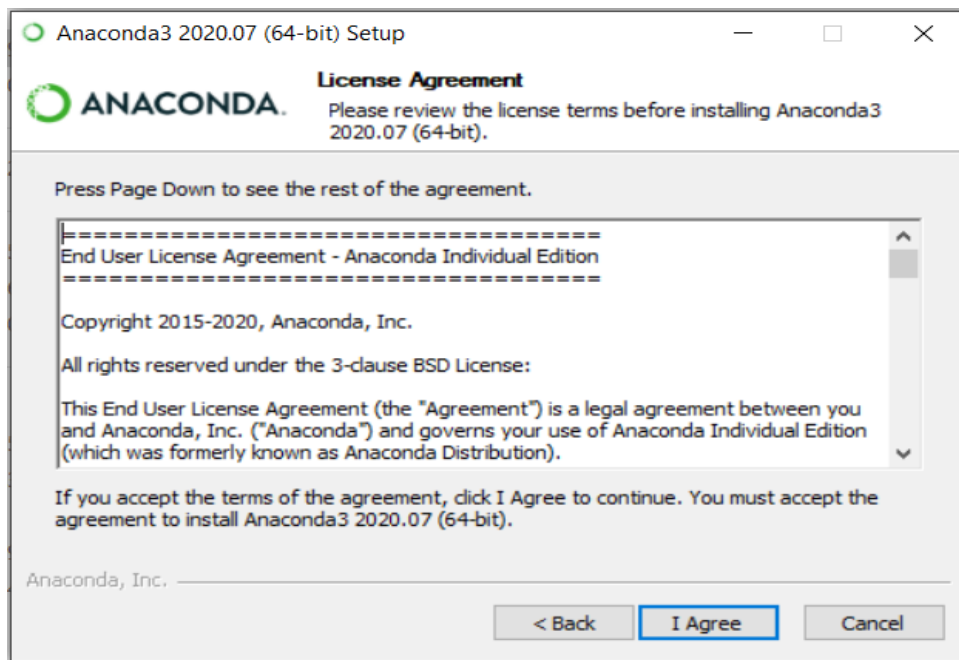 Anaconda3 2020.07 (64-bit) Setup
ANACONDA.
License Agreement
Please review the license terms before installing Anaconda3
2020.07 (64-bit).
Press Page Down to see the rest of the agreement.
===================================
End User License Agreement - Anaconda Individual Edition
===================================
Copyright 2015-2020, Anaconda, Inc.
All rights reserved under the 3-clause BSD License:
This End User License Agreement (the "Agreement") is a legal agreement between you
and Anaconda, Inc. ("Anaconda") and governs your use of Anaconda Individual Edition
(which was formerly known as Anaconda Distribution).
If you accept the terms of the agreement, click I Agree to continue. You must accept the
agreement to install Anaconda3 2020.07 (64-bit).
Anaconda, Inc.
< Back
I Agree
Cancel